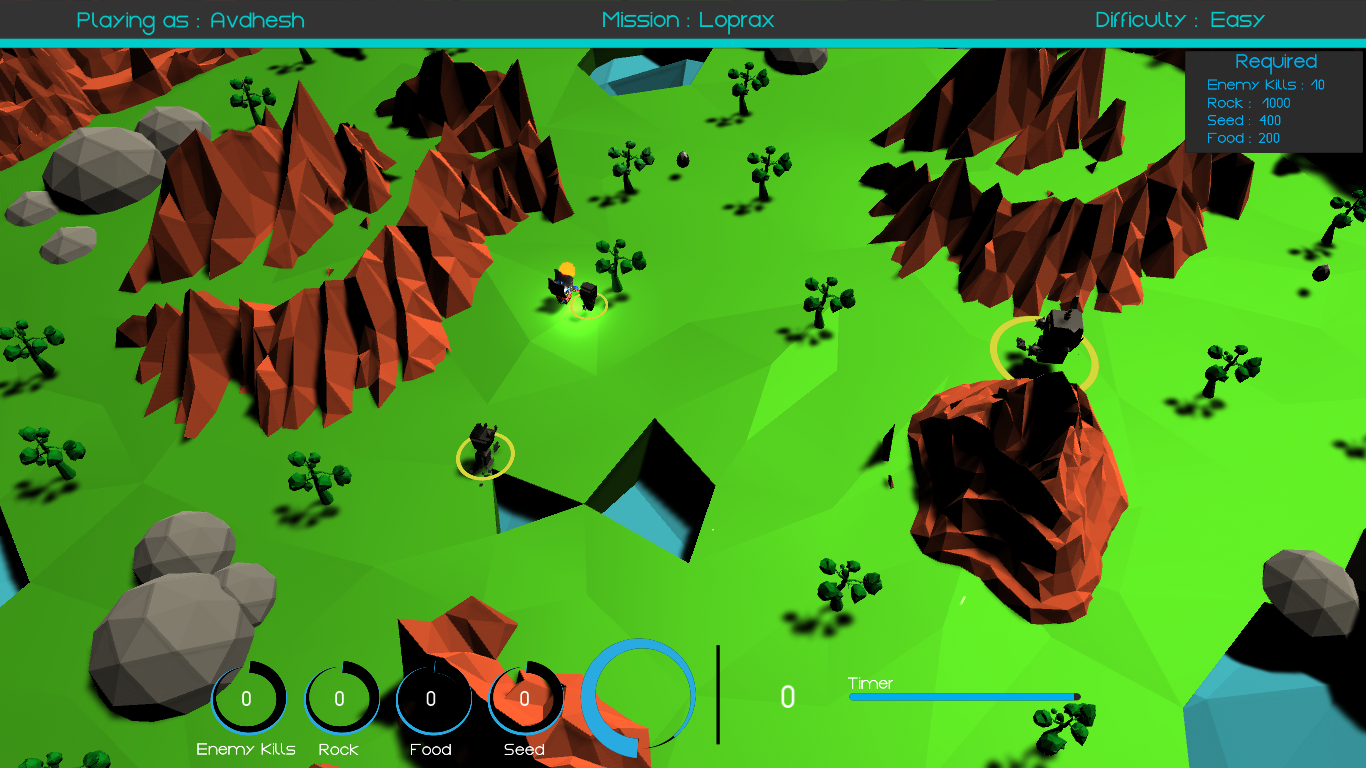 Playing as : Avdhesh
Mission : Loprax
Difficulty : Easy
Required
Enemy Kills : 10
Rock : 1000
Seed : 400
Food : 200
0
0
0
0
0
Timer
Enemy Kills
Rock
Food
Seed